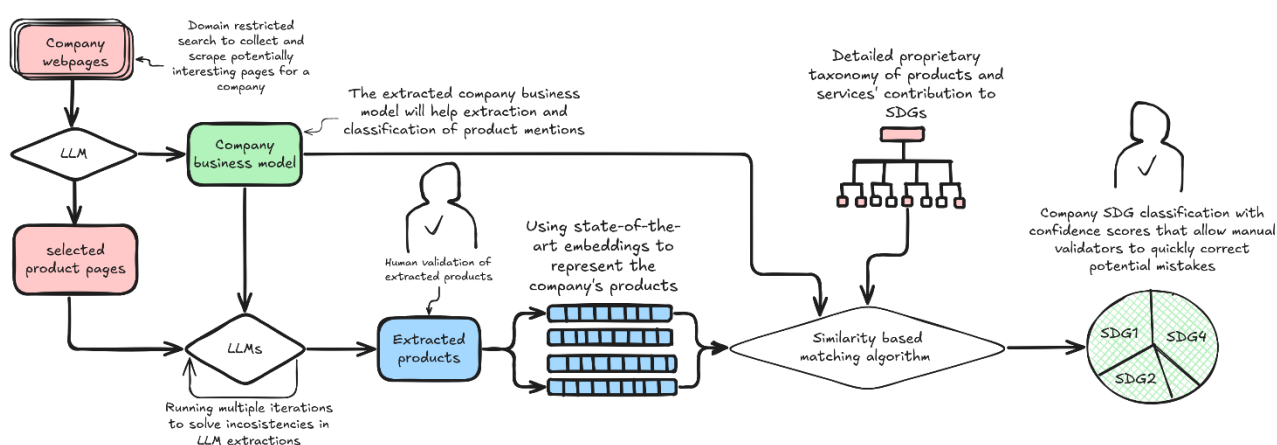 Company
webpages
Domain restricted
search to collect and
scrape potentially
interesting pages for a
company
LLM
The extracted company business
model will help extraction and
classification of product mentions
Company
business model
selected
product pages
Human validation of
extracted products
LLMs
Running multiple iterations
to solve incosistencies in
LLM extractions
Extracted
products
Using state-of-the-
art embeddings to
represent the
company's products
Detailed proprietary
taxonomy of products and
services' contribution to
SDGs
Similarity based
matching algorithm
Company SDG classification with
confidence scores that allow manual
validators to quickly correct
potential mistakes
SDG1
SDG4
SDG2